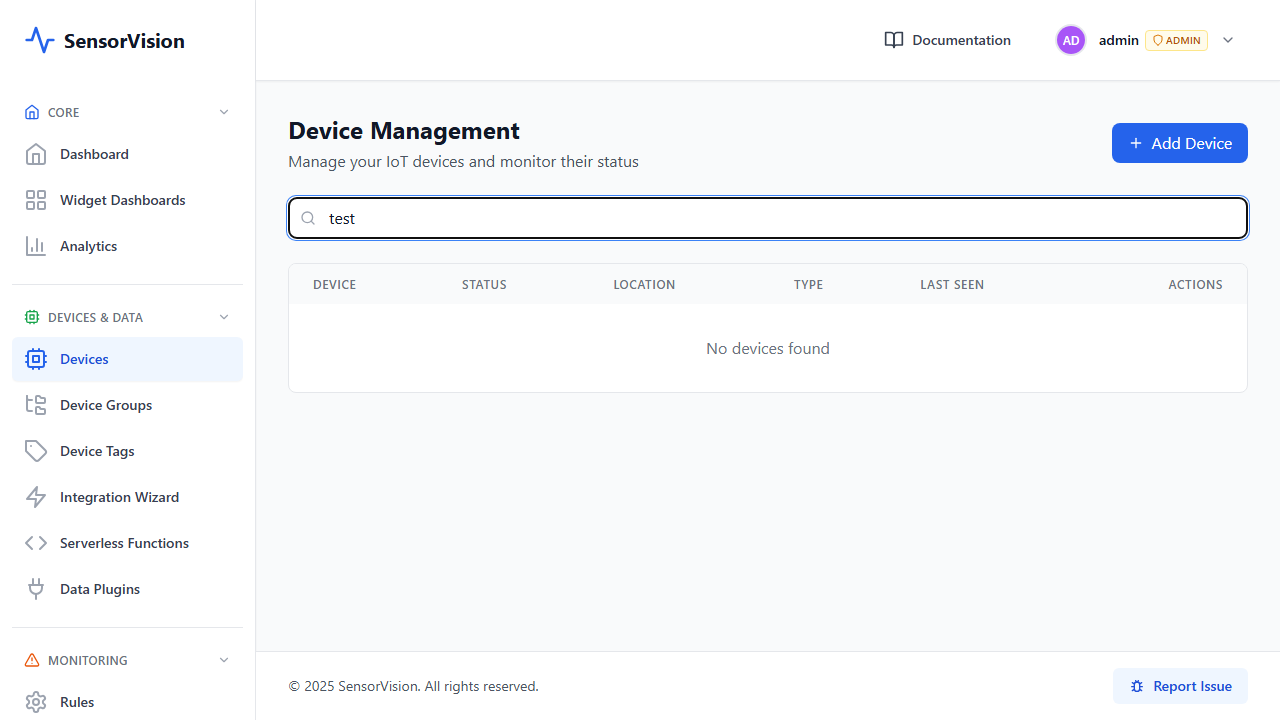 SensorVision
Documentation
AD
admin
ADMIN
CORE
Dashboard
Widget Dashboards
Analytics
DEVICES & DATA
Devices
Device Groups
Device Tags
Integration Wizard
Serverless Functions
Data Plugins
MONITORING
Rules
Device Management
Manage your IoT devices and monitor their status
Add Device
test
DEVICE STATUS LOCATION TYPE LAST SEEN ACTIONS
No devices found
© 2025 SensorVision. All rights reserved.
Report Issue